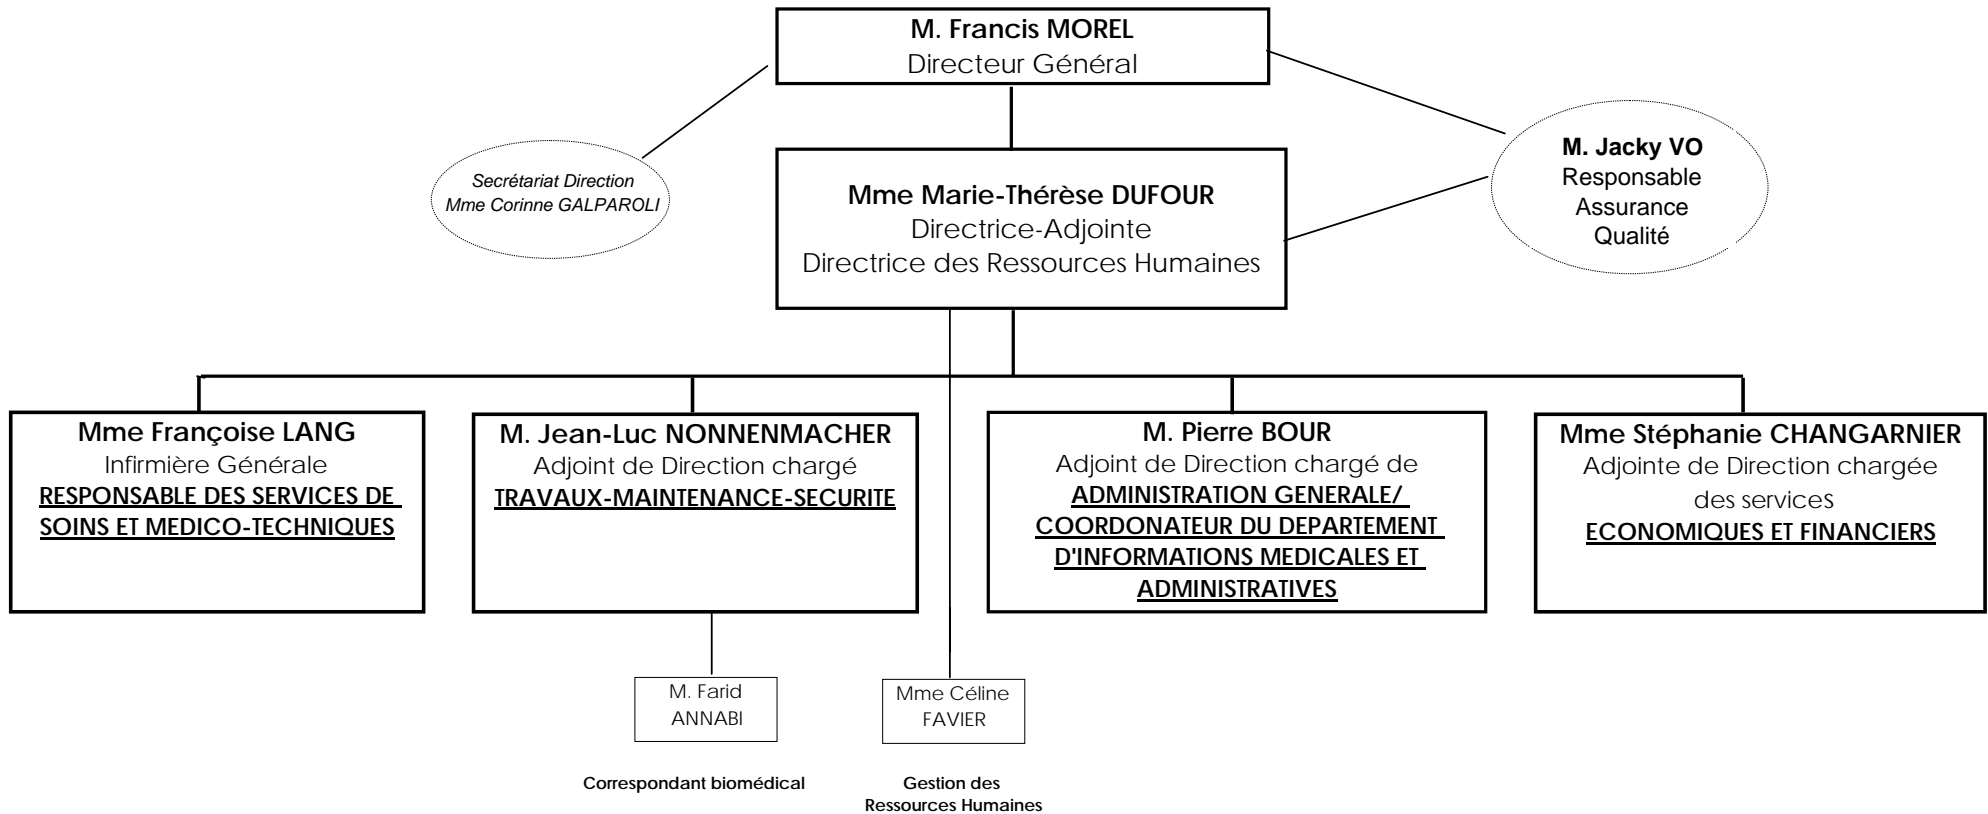 M. Francis MOREL
Directeur Général
Secrétariat Direction
Mme Corinne GALPAROLI
M. Jacky VO
Responsable
Assurance
Qualité
Mme Marie-Thérèse DUFOUR
Directrice-Adjointe
Directrice des Ressources Humaines
Mme Françoise LANG
Infirmière Générale
RESPONSABLE DES SERVICES DE
SOINS ET MEDICO-TECHNIQUES
M. Jean-Luc NONNENMACHER
Adjoint de Direction chargé
TRAVAUX-MAINTENANCE-SECURITE
M. Pierre BOUR
Adjoint de Direction chargé de
ADMINISTRATION GENERALE/
COORDONATEUR DU DEPARTEMENT
D'INFORMATIONS MEDICALES ET
ADMINISTRATIVES
Mme Stéphanie CHANGARNIER
Adjointe de Direction chargée
des services
ECONOMIQUES ET FINANCIERS
M. Farid
ANNABI
Correspondant biomédical
Mme Céline
FAVIER
Gestion des
Ressources Humaines